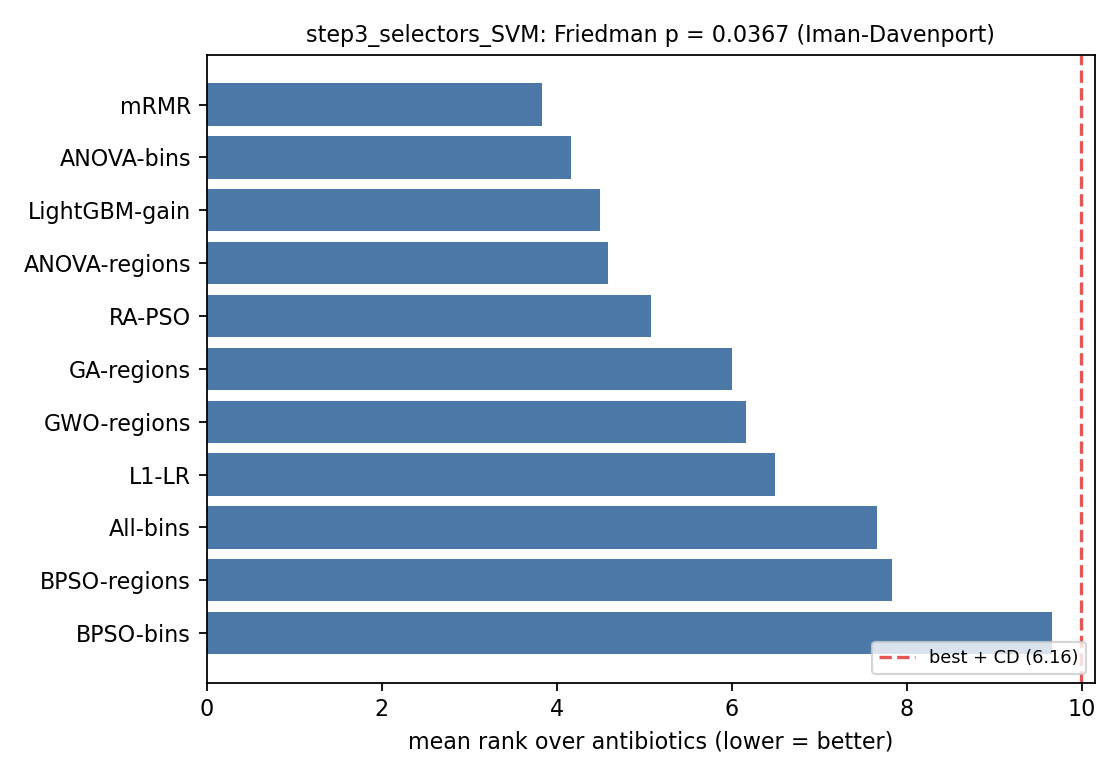 step3_selectors_SVM: Friedman p = 0.0367 (Iman-Davenport)
mRMR
ANOVA-bins
LightGBM-gain
ANOVA-regions
RA-PSO
GA-regions
GWO-regions
L1-LR
All-bins
BPSO-regions
BPSO-bins
best + CD (6.16)
0 2 4 6 8 10
mean rank over antibiotics (lower = better)